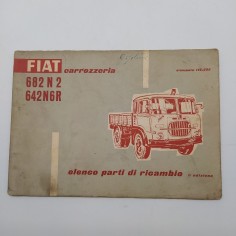 FIAT carrozzeria
682 N 2
642N6R
elenco parti di ricambio